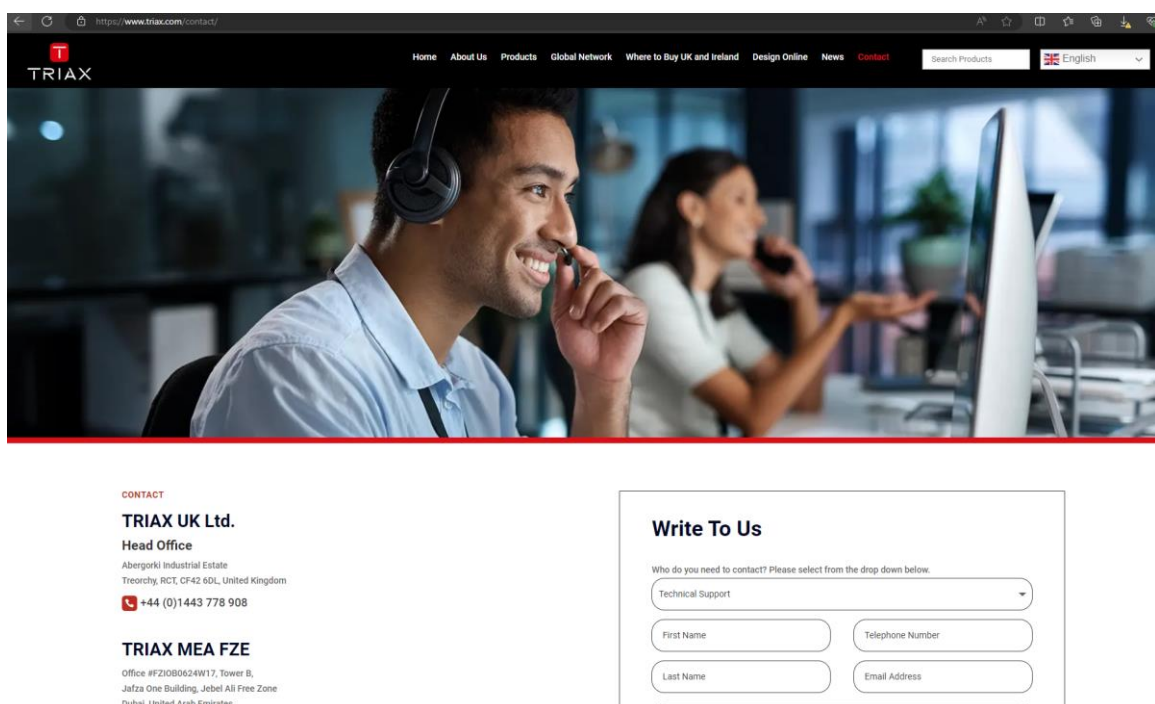 https://www.triax.com/contact/
T
TRIAX
Home About Us Products Global Network Where to Buy UK and Ireland Design Online News Contact Search Products English
CONTACT
TRIAX UK Ltd.
Head Office
Abergorki Industrial Estate
Treorchy, RCT, CF42 6DL, United Kingdom
+44 (0)1443 778 908
TRIAX MEA FZE
Office #FZIOB0624W17, Tower B,
Jafza One Building, Jebel Ali Free Zone
Dubai, United Arab Emirates
Write To Us
Who do you need to contact? Please select from the drop down below.
Technical Support
First Name Telephone Number
Last Name Email Address